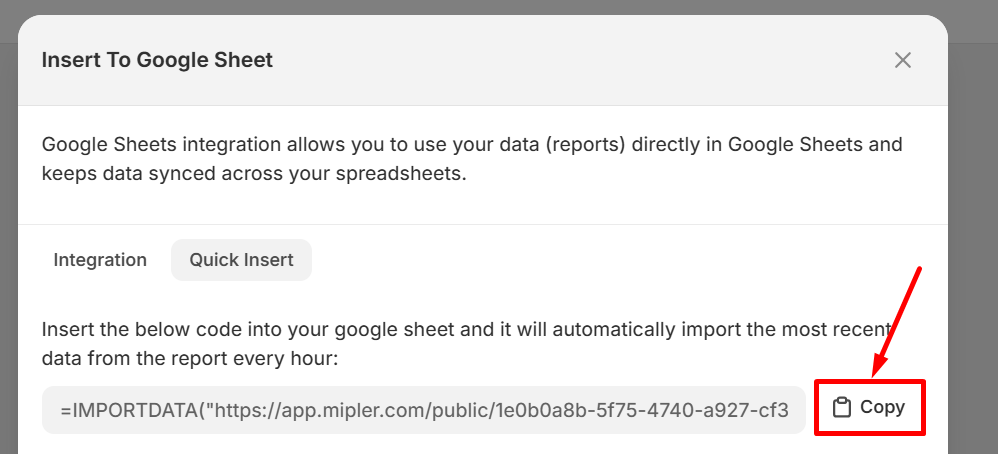 Insert To Google Sheet
Google Sheets integration allows you to use your data (reports) directly in Google Sheets and
keeps data synced across your spreadsheets.
Integration
Quick Insert
Insert the below code into your google sheet and it will automatically import the most recent
data from the report every hour:
=IMPORTDATA("https://app.mipler.com/public/1e0b0a8b-5f75-4740-a927-cf3
Copy